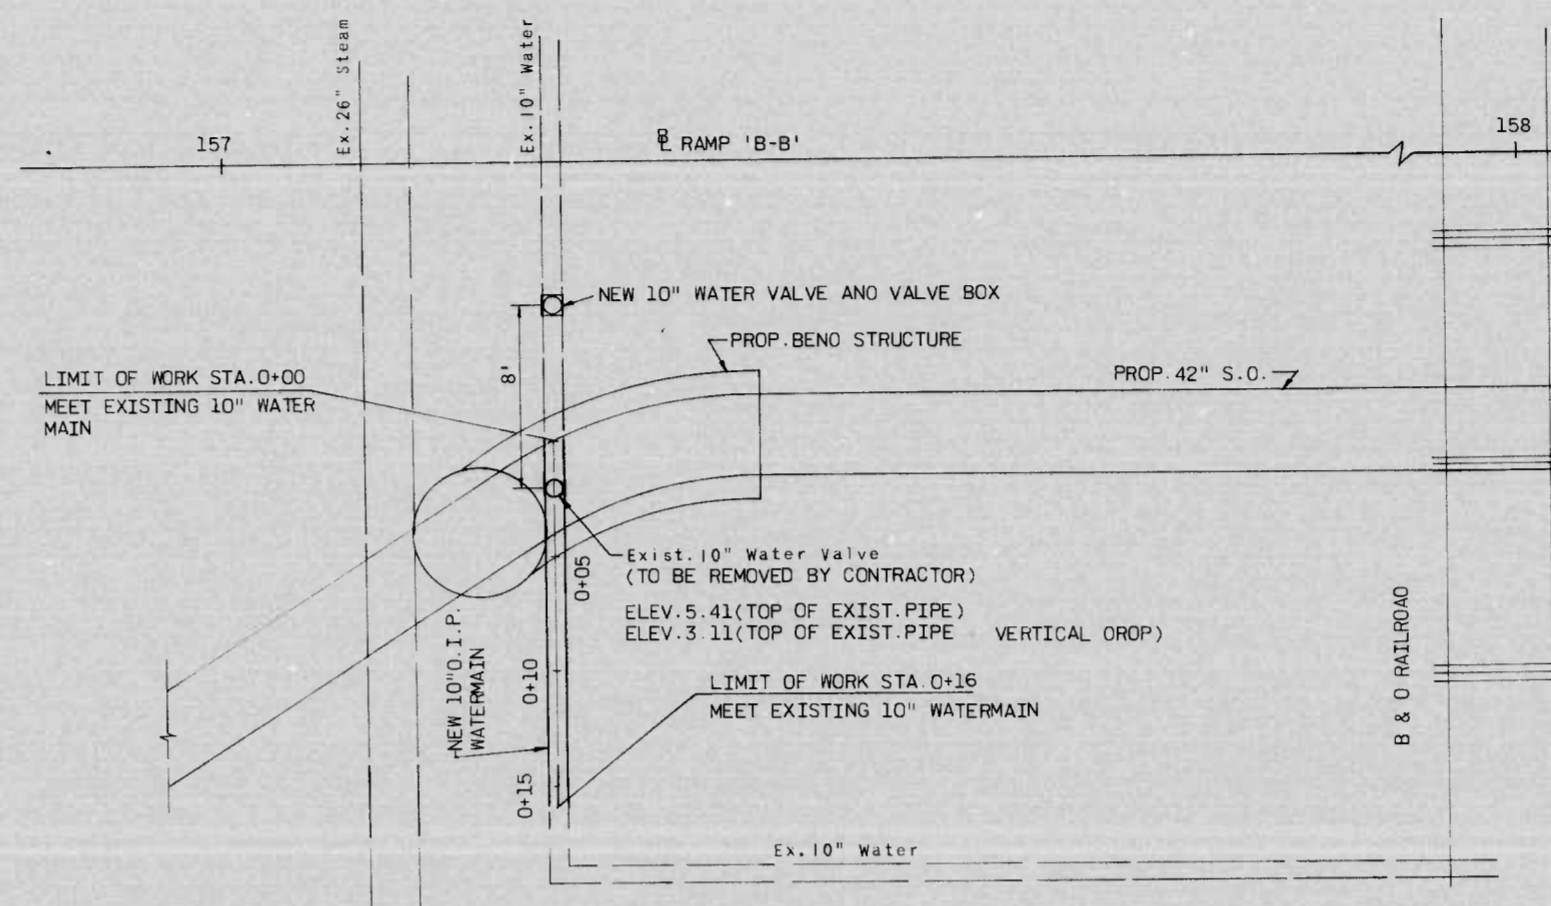 Ex. 26" Steam
Ex. 10" Water
157
BL RAMP 'B-B'
158
NEW 10" WATER VALVE ANO VALVE BOX
PROP. BENO STRUCTURE
8'
PROP. 42" S.O.
LIMIT OF WORK STA. 0+00
MEET EXISTING 10" WATER
MAIN
Exist. 10" Water Valve
(TO BE REMOVED BY CONTRACTOR)
0+05
ELEV. 5.41(TOP OF EXIST. PIPE)
ELEV. 3.11(TOP OF EXIST. PIPE VERTICAL OROP)
B & O RAILROAO
NEW 10" O.I.P.
WATERMAIN
0+10
LIMIT OF WORK STA. 0+16
MEET EXISTING 10" WATERMAIN
0+15
Ex. 10" Water